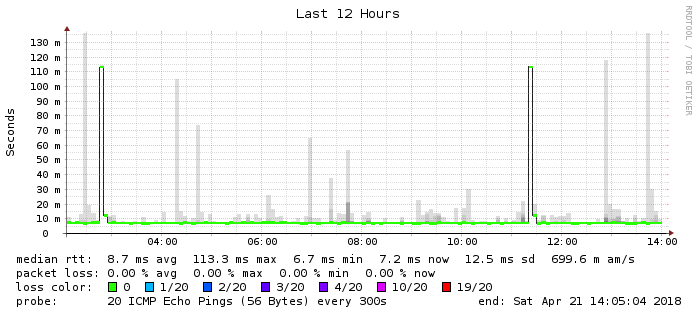 Last 12 Hours
RRDTOOL / TOBI OETIKER
Seconds
130 m
120 m
110 m
100 m
90 m
80 m
70 m
60 m
50 m
40 m
30 m
20 m
10 m
0
04:00 06:00 08:00 10:00 12:00 14:00
median rtt: 8.7 ms avg 113.3 ms max 6.7 ms min 7.2 ms now 12.5 ms sd 699.6 m am/s
packet loss: 0.00 % avg 0.00 % max 0.00 % min 0.00 % now
loss color: 0 1/20 2/20 3/20 4/20 10/20 19/20
probe: 20 ICMP Echo Pings (56 Bytes) every 300s end: Sat Apr 21 14:05:04 2018